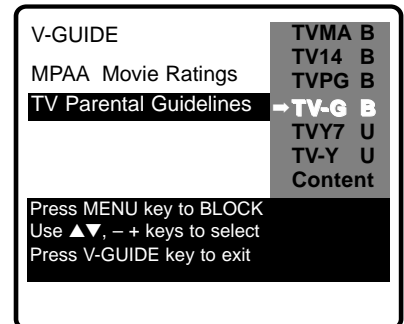 V-GUIDE
MPAA Movie Ratings
TV Parental Guidelines
TVMA B
TV14 B
TVPG B
➡TV-G B
TVY7 U
TV-Y U
Content
Press MENU key to BLOCK
Use ▲▼, – + keys to select
Press V-GUIDE key to exit